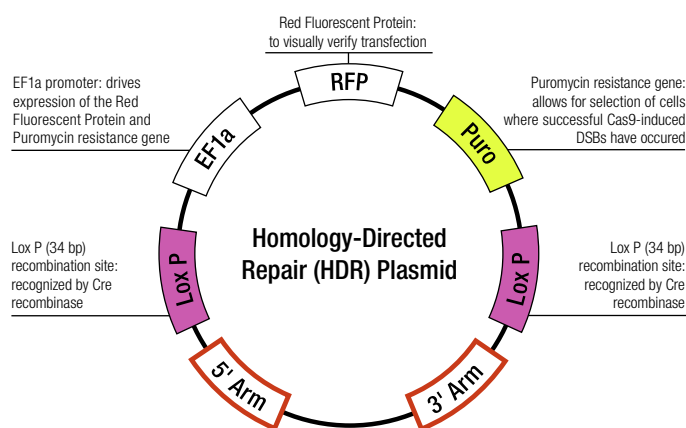 Red Fluorescent Protein:
to visually verify transfection
RFP
EF1a promoter: drives
expression of the Red
Fluorescent Protein and
Puromycin resistance gene
Puromycin resistance gene:
allows for selection of cells
where successful Cas9-induced
DSBs have occured
EF1a
Puro
Homology-Directed
Repair (HDR) Plasmid
Lox P (34 bp)
recombination site:
recognized by Cre
recombinase
Lox P
Lox P
Lox P (34 bp)
recombination site:
recognized by Cre
recombinase
5' Arm
3' Arm